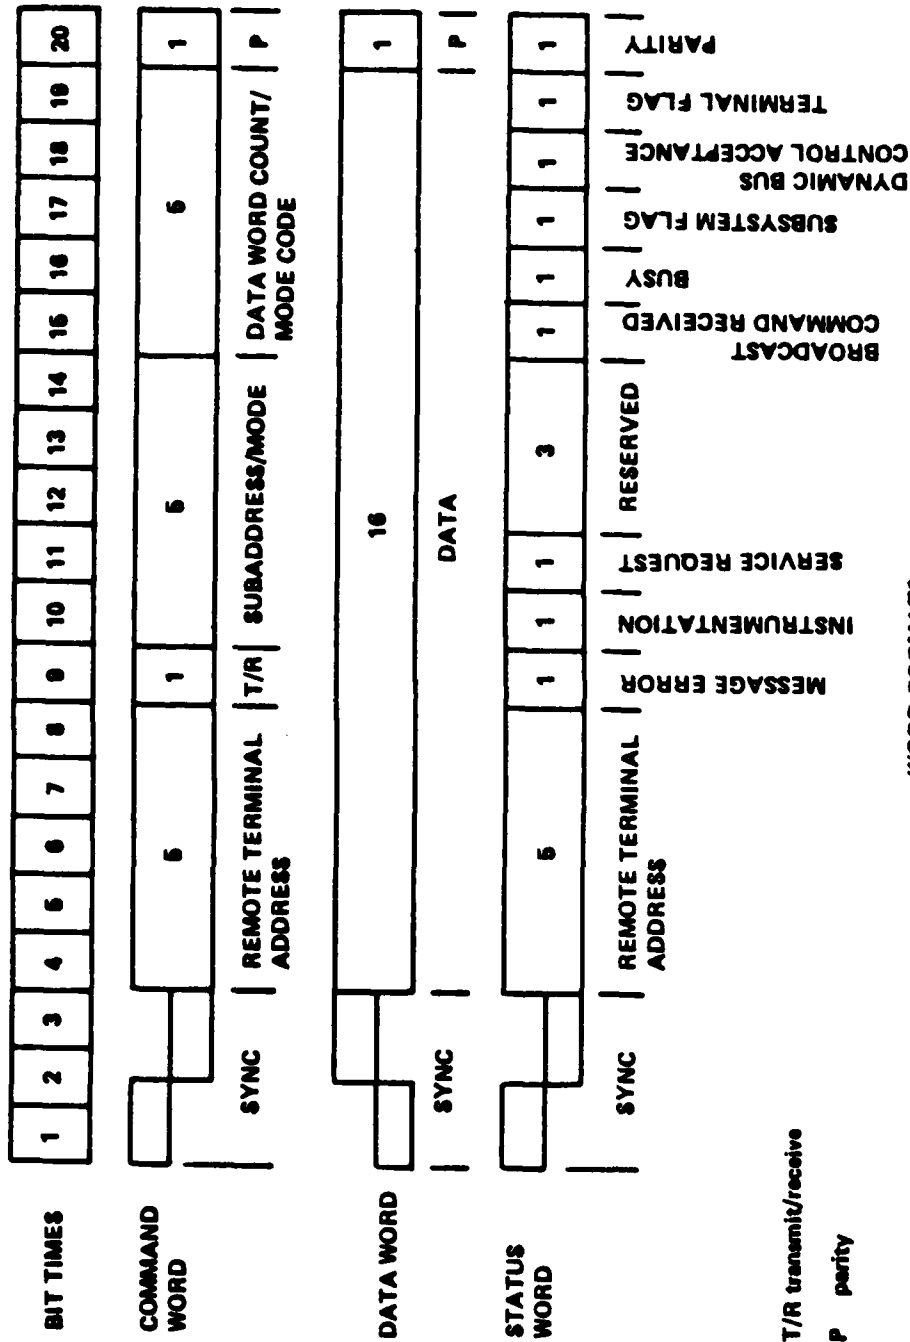 BIT TIMES
1 2 3 4 5 6 7 8 9 10 11 12 13 14 15 16 17 18 19 20
COMMAND
WORD
5 1 5 5 1
SYNC
REMOTE TERMINAL
ADDRESS
T/R
SUBADDRESS/MODE
DATA WORD COUNT/
MODE CODE
P
DATA WORD
16 1
SYNC
DATA
P
STATUS
WORD
5 1 1 1 3 1 1 1 1 1 1
SYNC
REMOTE TERMINAL
ADDRESS
MESSAGE ERROR
INSTRUMENTATION
SERVICE REQUEST
RESERVED
BROADCAST
COMMAND RECEIVED
BUSY
SUBSYSTEM FLAG
DYNAMIC BUS
CONTROL ACCEPTANCE
TERMINAL FLAG
PARITY
T/R transmit/receive
P parity